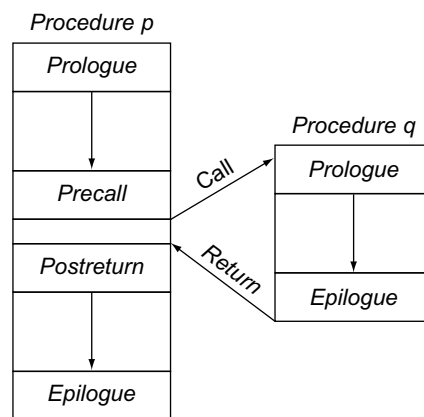 Procedure p
Prologue
Precall
Call
Return
Postreturn
Epilogue
Procedure q
Prologue
Epilogue